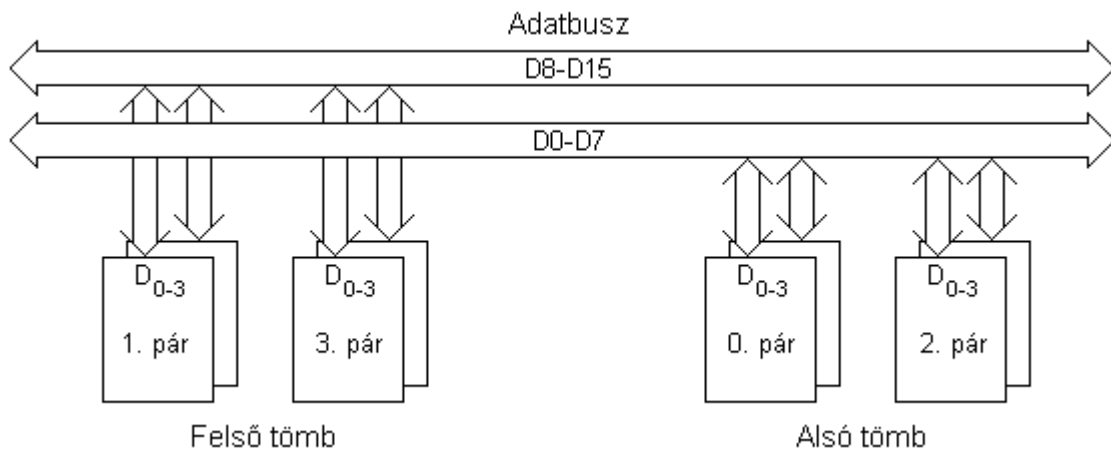 Adatbusz
D8-D15
D0-D7
D0-3
D0-3
D0-3
D0-3
1. pár
3. pár
0. pár
2. pár
Felső tömb
Alsó tömb